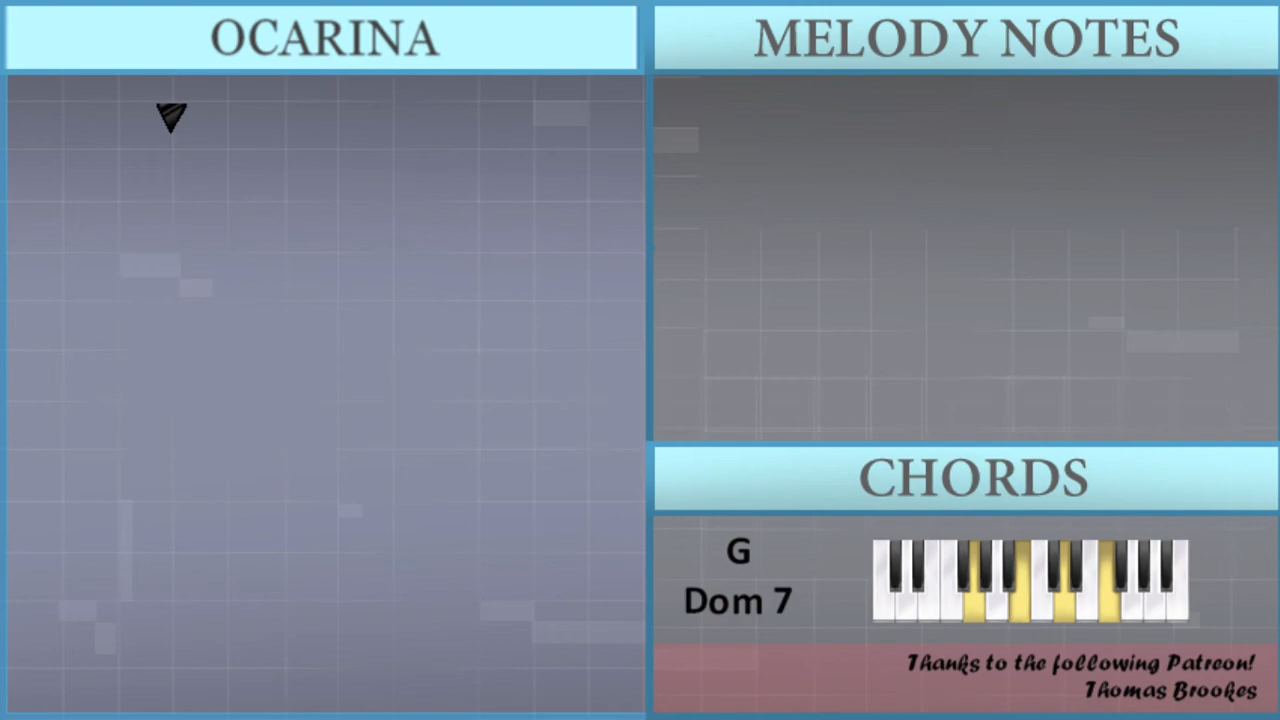 OCARINA
MELODY NOTES
CHORDS
G
Dom 7
Thanks to the following Patreon!
Thomas Brookes